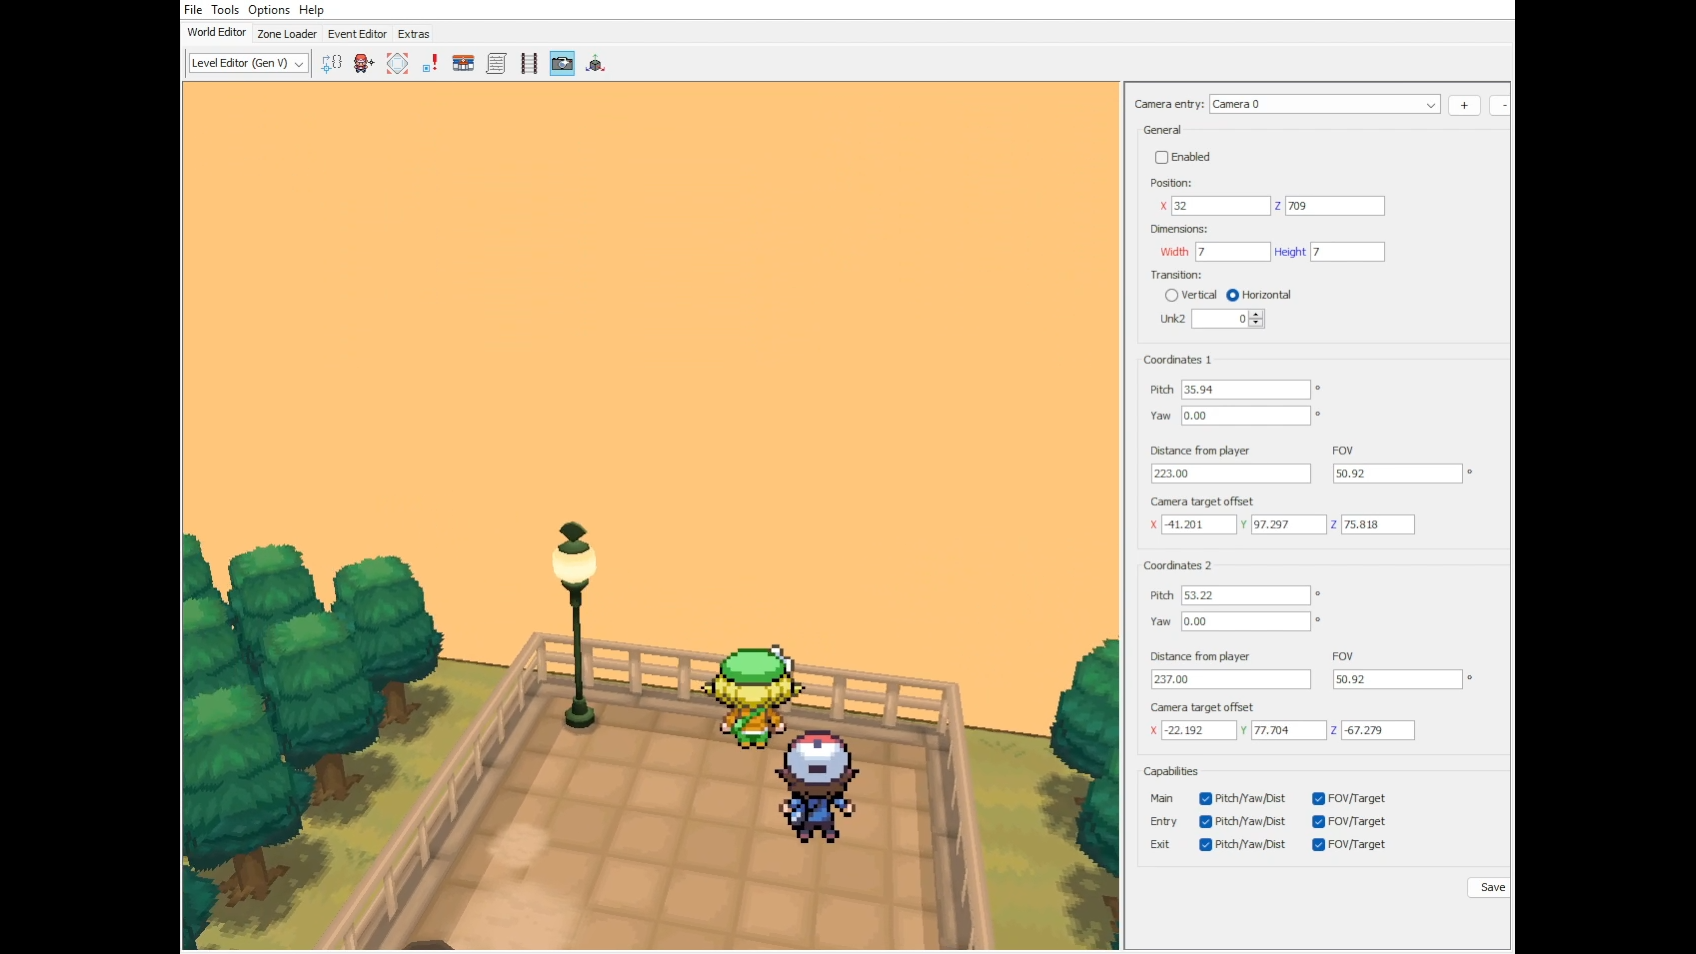 File Tools Options Help
World Editor Zone Loader Event Editor Extras
Level Editor (Gen V)
Camera entry: Camera 0 + -
General
Enabled
Position:
X 32 Z 709
Dimensions:
Width 7 Height 7
Transition:
Vertical Horizontal
Unk2 0
Coordinates 1
Pitch 35.94 °
Yaw 0.00 °
Distance from player FOV
223.00 50.92 °
Camera target offset
X -41.201 Y 97.297 Z 75.818
Coordinates 2
Pitch 53.22 °
Yaw 0.00 °
Distance from player FOV
237.00 50.92 °
Camera target offset
X -22.192 Y 77.704 Z -67.279
Capabilities
Main Pitch/Yaw/Dist FOV/Target
Entry Pitch/Yaw/Dist FOV/Target
Exit Pitch/Yaw/Dist FOV/Target
Save